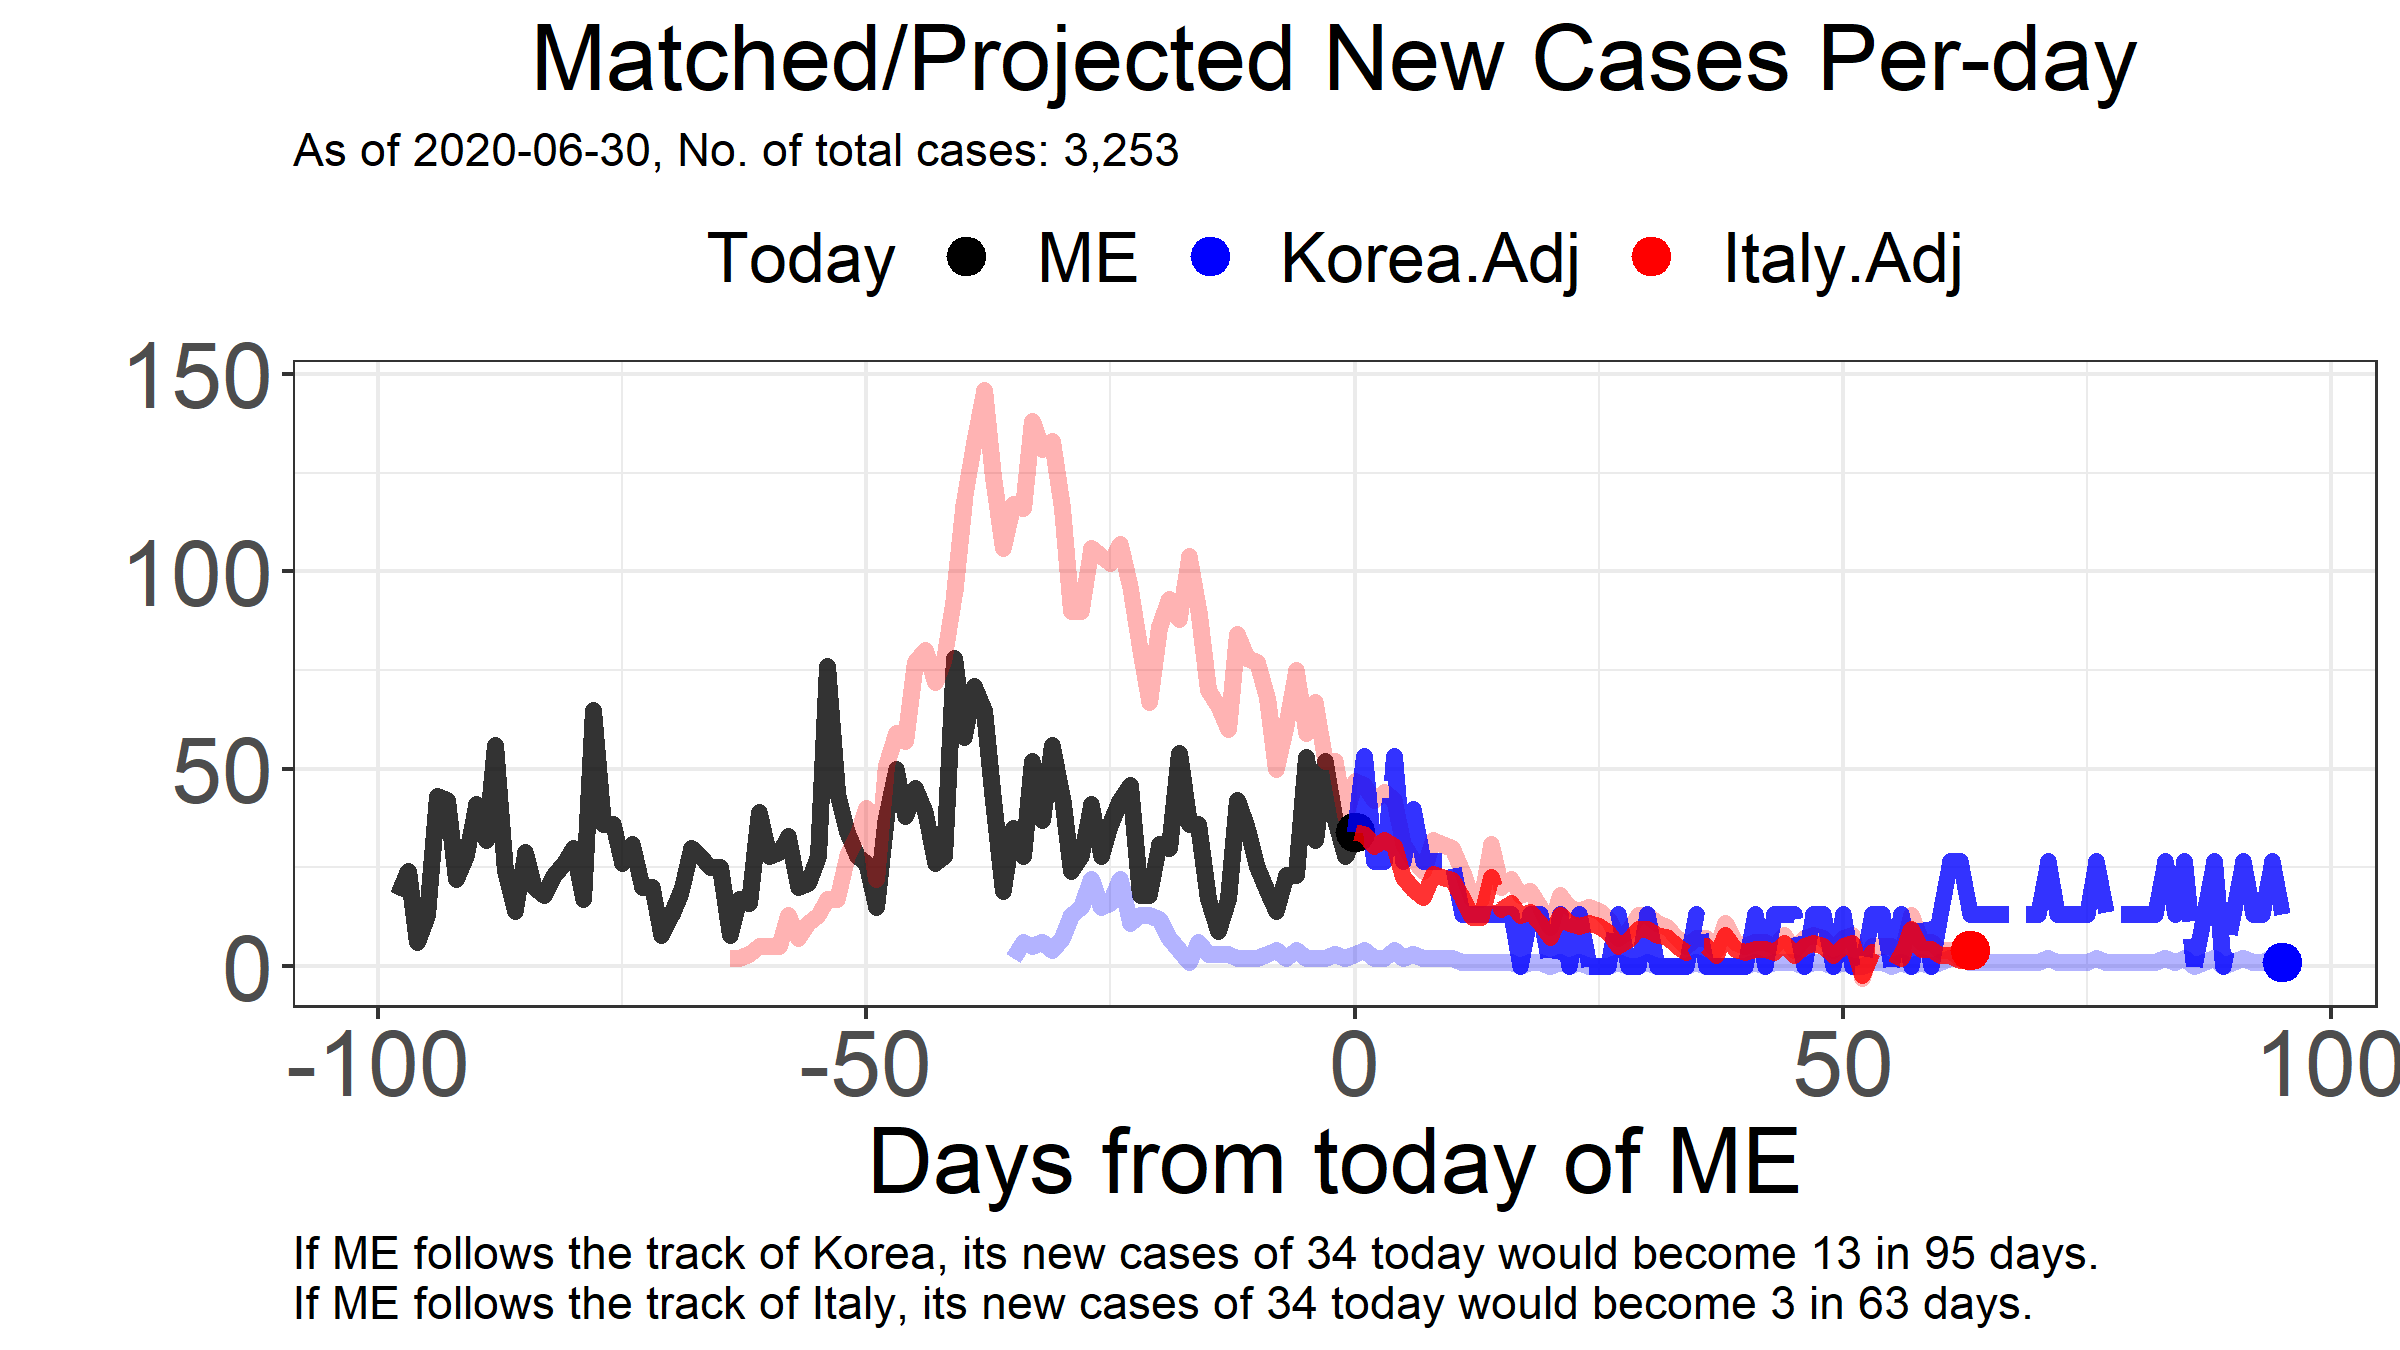 Matched/Projected New Cases Per-day
As of 2020-06-30, No. of total cases: 3,253
Today ME Korea.Adj Italy.Adj
150
100
50
0
-100 -50 0 50 100
Days from today of ME
If ME follows the track of Korea, its new cases of 34 today would become 13 in 95 days.
If ME follows the track of Italy, its new cases of 34 today would become 3 in 63 days.